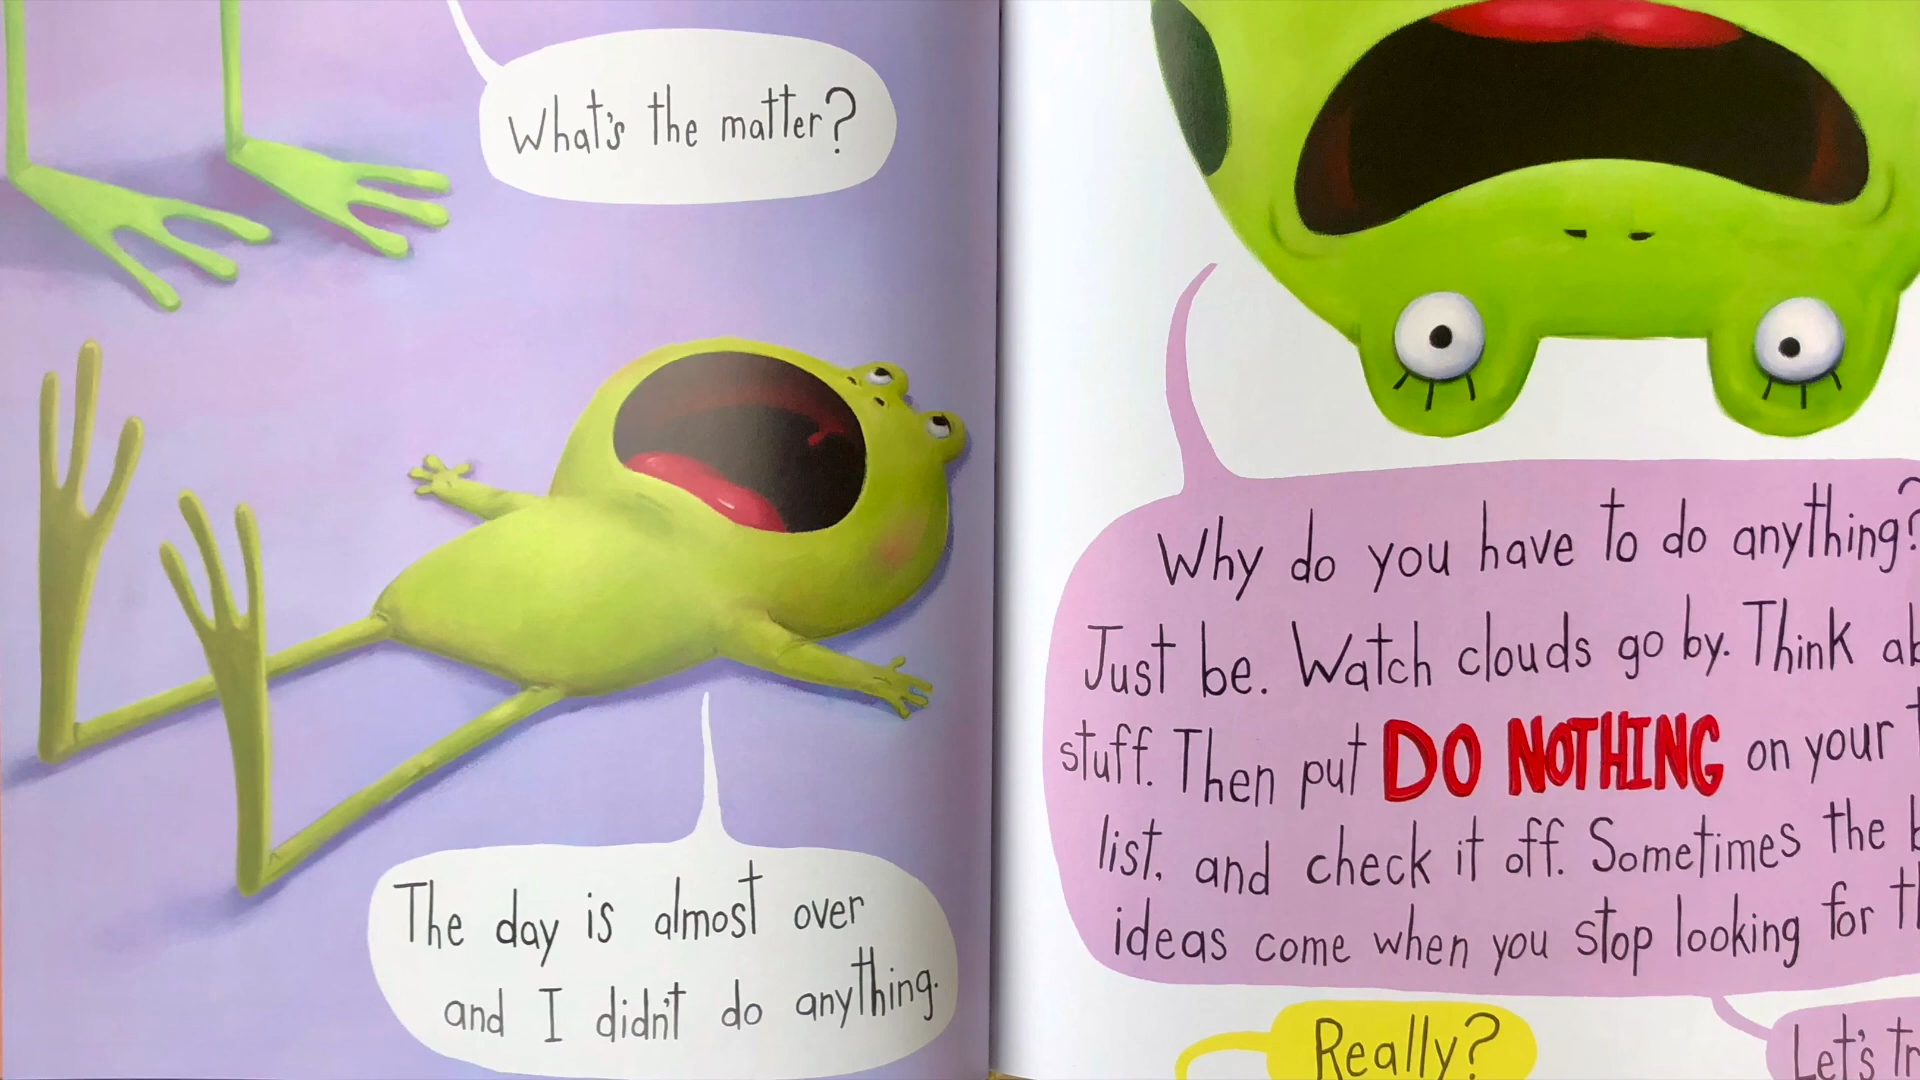 What's the matter?
The day is almost over
and I didn't do anything.
Why do you have to do anything?
Just be. Watch clouds go by. Think
stuff. Then put DO NOTHING on your
list, and check it off. Sometimes the
ideas come when you stop looking for
Really?
Let's